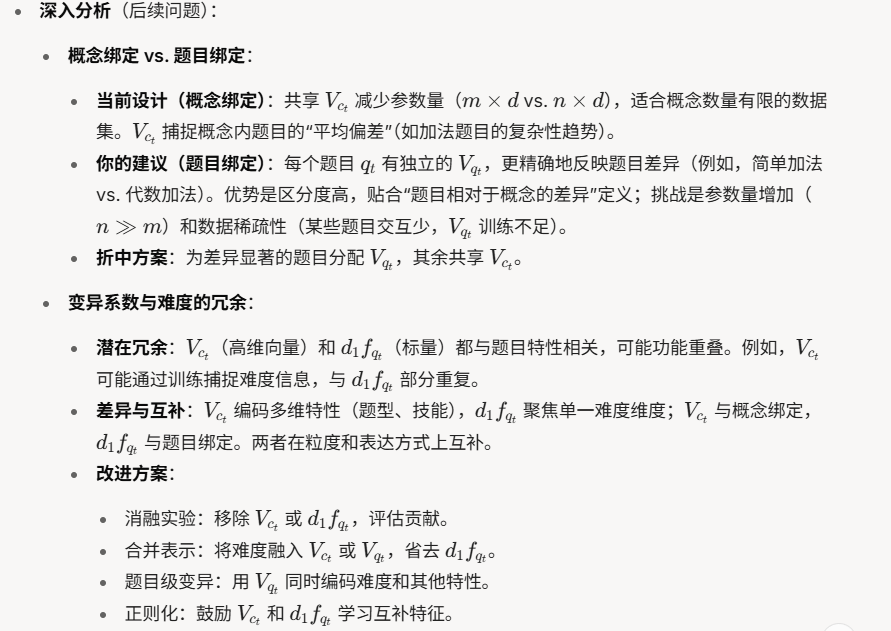 • 深入分析（后续问题）：
• 概念绑定 vs. 题目绑定：
• 当前设计（概念绑定）：共享 $V_{c_t}$ 减少参数量（$m \times d$ vs. $n \times d$），适合概念数量有限的数据
集。$V_{c_t}$ 捕捉概念内题目的“平均偏差”（如加法题目的复杂性趋势）。
• 你的建议（题目绑定）：每个题目 $q_t$ 有独立的 $V_{q_t}$，更精确地反映题目差异（例如，简单加法
vs. 代数加法）。优势是区分度高，贴合“题目相对于概念的差异”定义；挑战是参数量增加（
$n \gg m$）和数据稀疏性（某些题目交互少，$V_{q_t}$ 训练不足）。
• 折中方案：为差异显著的题目分配 $V_{q_t}$，其余共享 $V_{c_t}$。
• 变异系数与难度的冗余：
• 潜在冗余：$V_{c_t}$（高维向量）和 $d_1 f_{q_t}$（标量）都与题目特性相关，可能功能重叠。例如，$V_{c_t}$
可能通过训练捕捉难度信息，与 $d_1 f_{q_t}$ 部分重复。
• 差异与互补：$V_{c_t}$ 编码多维特性（题型、技能），$d_1 f_{q_t}$ 聚焦单一难度维度；$V_{c_t}$ 与概念绑定，
$d_1 f_{q_t}$ 与题目绑定。两者在粒度和表达方式上互补。
• 改进方案：
• 消融实验：移除 $V_{c_t}$ 或 $d_1 f_{q_t}$，评估贡献。
• 合并表示：将难度融入 $V_{c_t}$ 或 $V_{q_t}$，省去 $d_1 f_{q_t}$。
• 题目级变异：用 $V_{q_t}$ 同时编码难度和其他特性。
• 正则化：鼓励 $V_{c_t}$ 和 $d_1 f_{q_t}$ 学习互补特征。